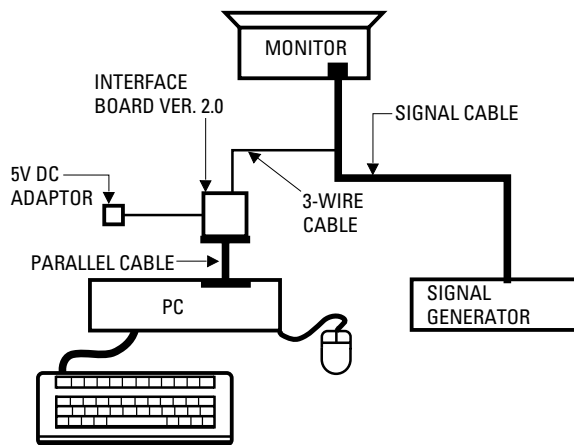 MONITOR
INTERFACE
BOARD VER. 2.0
SIGNAL CABLE
5V DC
ADAPTOR
3-WIRE
CABLE
PARALLEL CABLE
PC
SIGNAL
GENERATOR